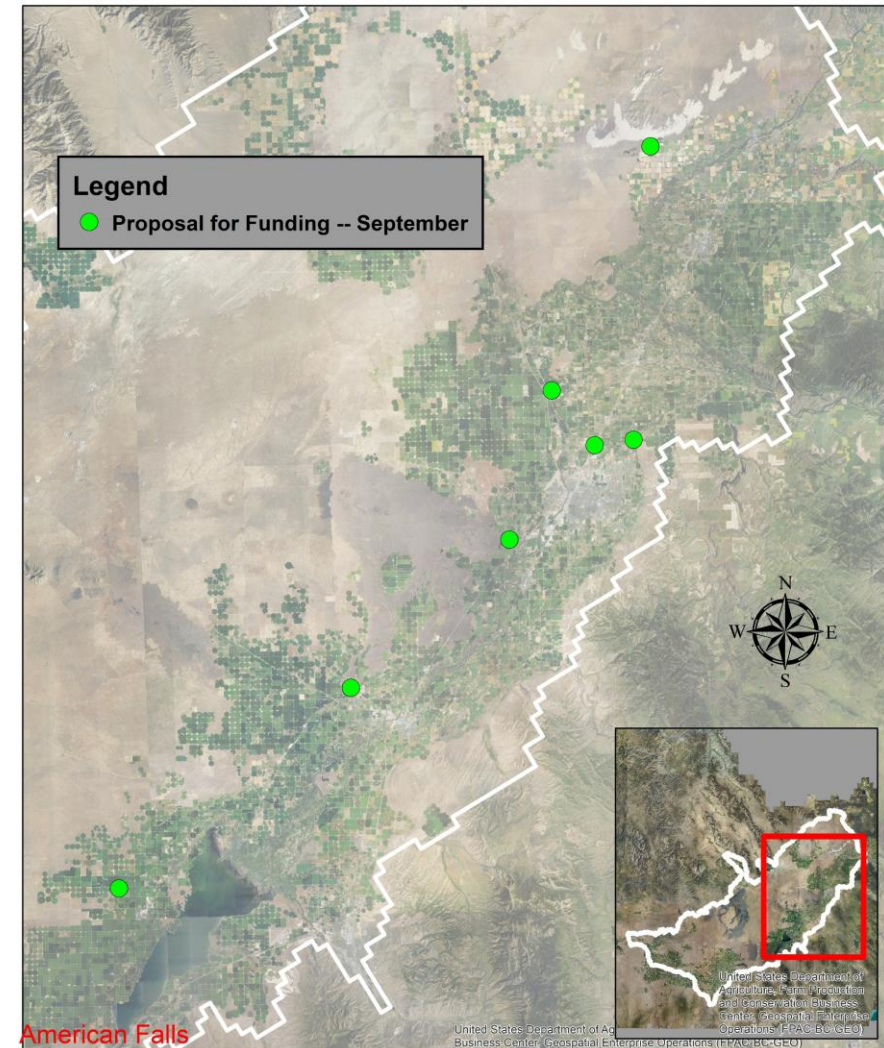 Legend
Proposal for Funding -- September
N
W
E
S
United States Department of
Agriculture, Farm Production
and Conservation Business
Center, Geospatial Enterprise
Operations (FPAC-BC-GEO)
American Falls
United States Department of Ag
Business Center, Geospatial Enterprise Operations (FPAC-BC-GEO)